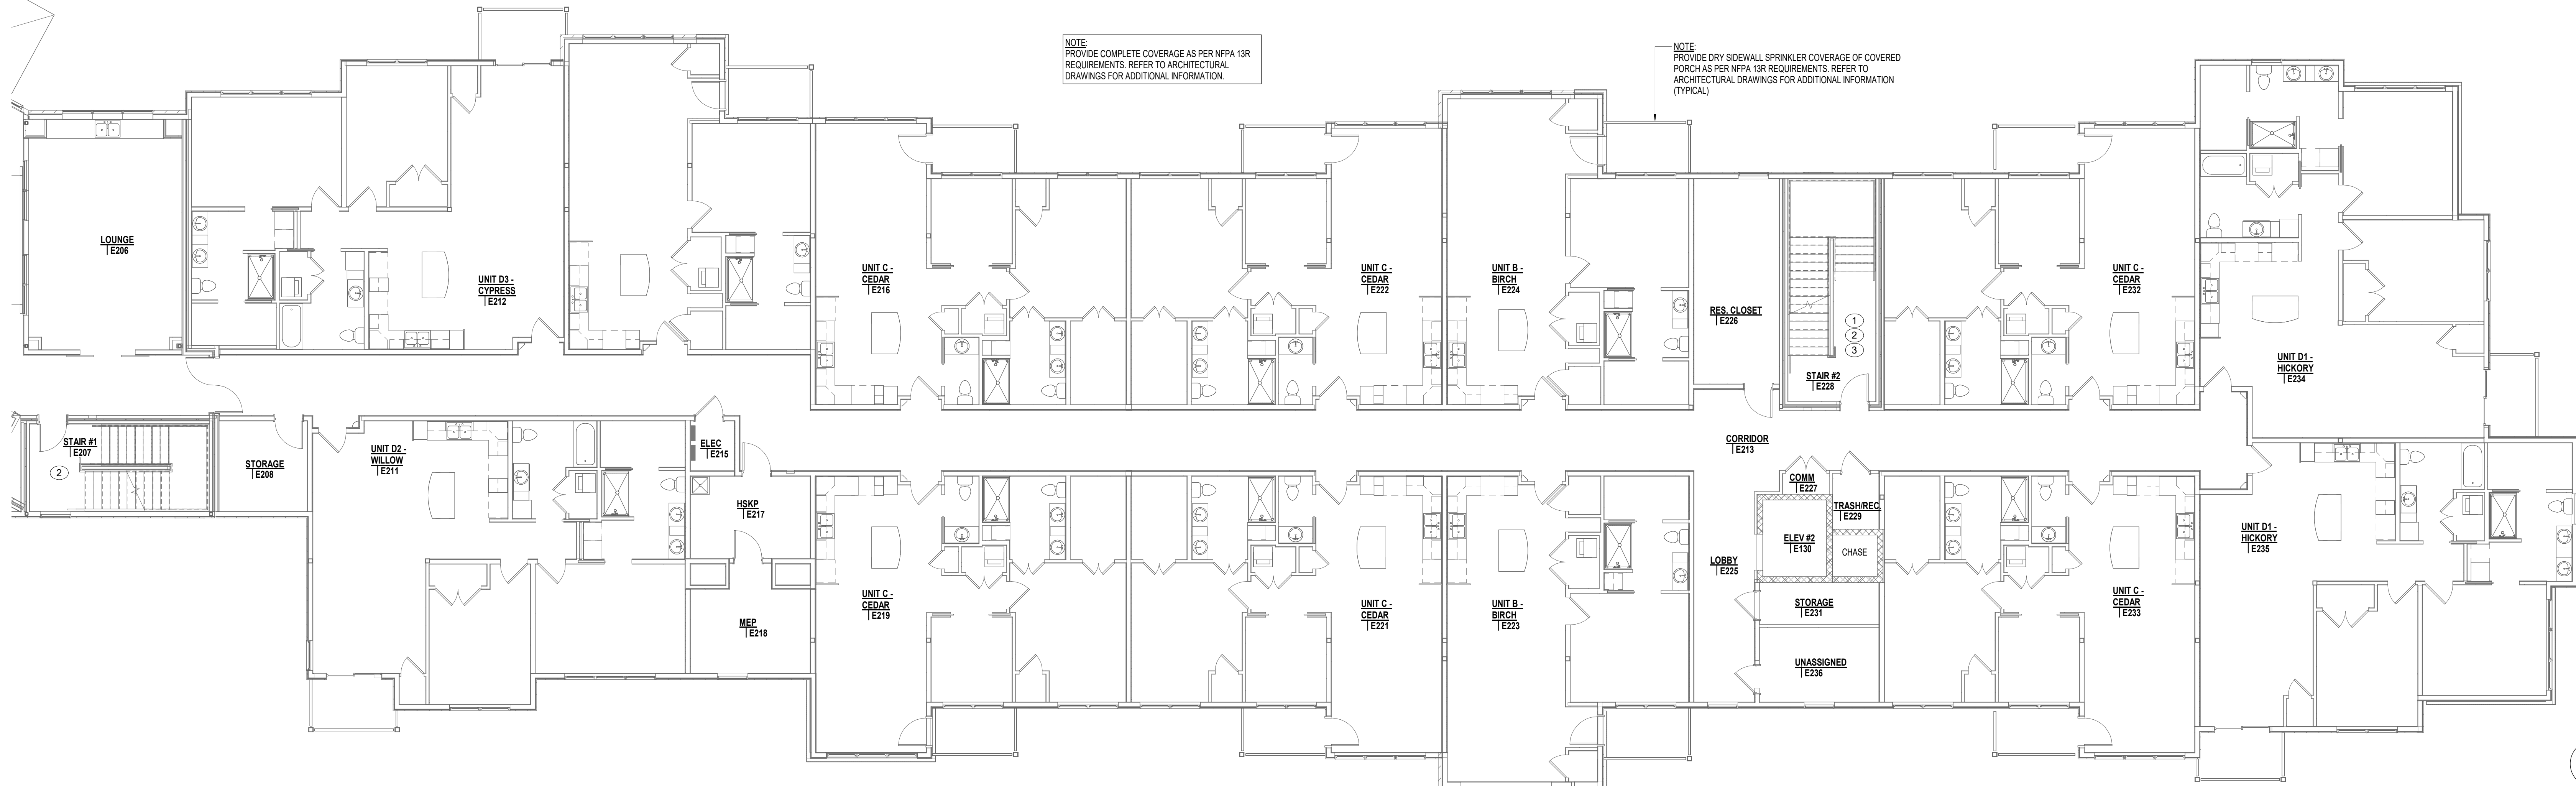 NOTE:
PROVIDE COMPLETE COVERAGE AS PER NFPA 13R
REQUIREMENTS. REFER TO ARCHITECTURAL
DRAWINGS FOR ADDITIONAL INFORMATION.
NOTE:
PROVIDE DRY SIDEWALL SPRINKLER COVERAGE OF COVERED
PORCH AS PER NFPA 13R REQUIREMENTS. REFER TO
ARCHITECTURAL DRAWINGS FOR ADDITIONAL INFORMATION
(TYPICAL)
LOUNGE
E206
UNIT D3 -
CYPRESS
E212
UNIT C -
CEDAR
E216
UNIT C -
CEDAR
E222
UNIT B -
BIRCH
E224
RES. CLOSET
E226
1
2
3
STAIR #2
E228
UNIT C -
CEDAR
E232
UNIT D1 -
HICKORY
E234
STAIR #1
E207
2
STORAGE
E208
UNIT D2 -
WILLOW
E211
ELEC
E215
CORRIDOR
E213
HSKP
E217
MEP
E218
UNIT C -
CEDAR
E219
UNIT C -
CEDAR
E221
UNIT B -
BIRCH
E223
LOBBY
E225
COMM
E227
TRASH/REC.
E229
ELEV #2
E130
CHASE
STORAGE
E231
UNASSIGNED
E236
UNIT C -
CEDAR
E233
UNIT D1 -
HICKORY
E235